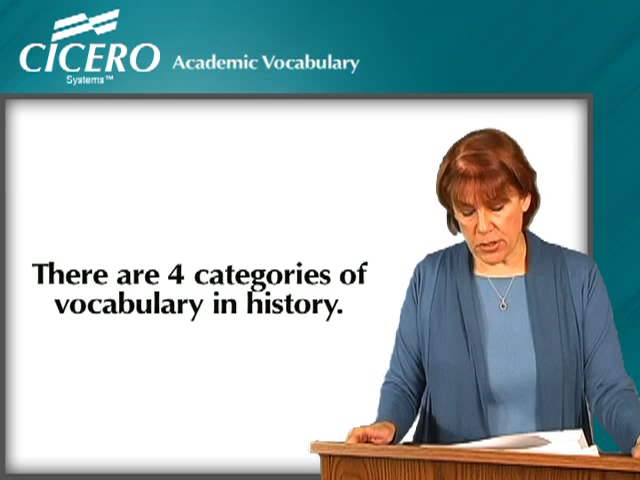 CICERO
Systems™
Academic Vocabulary
There are 4 categories of
vocabulary in history.